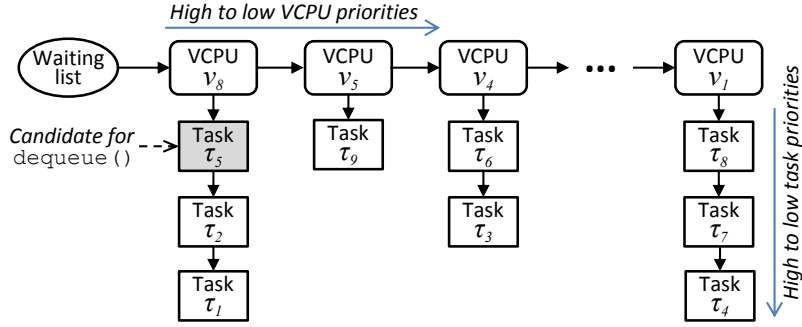 High to low VCPU priorities
Waiting
list
VCPU
v8
VCPU
v5
VCPU
v4
...
VCPU
v1
Candidate for
dequeue()
Task
τ5
Task
τ9
Task
τ6
Task
τ8
Task
τ2
Task
τ3
Task
τ7
Task
τ1
Task
τ4
High to low task priorities